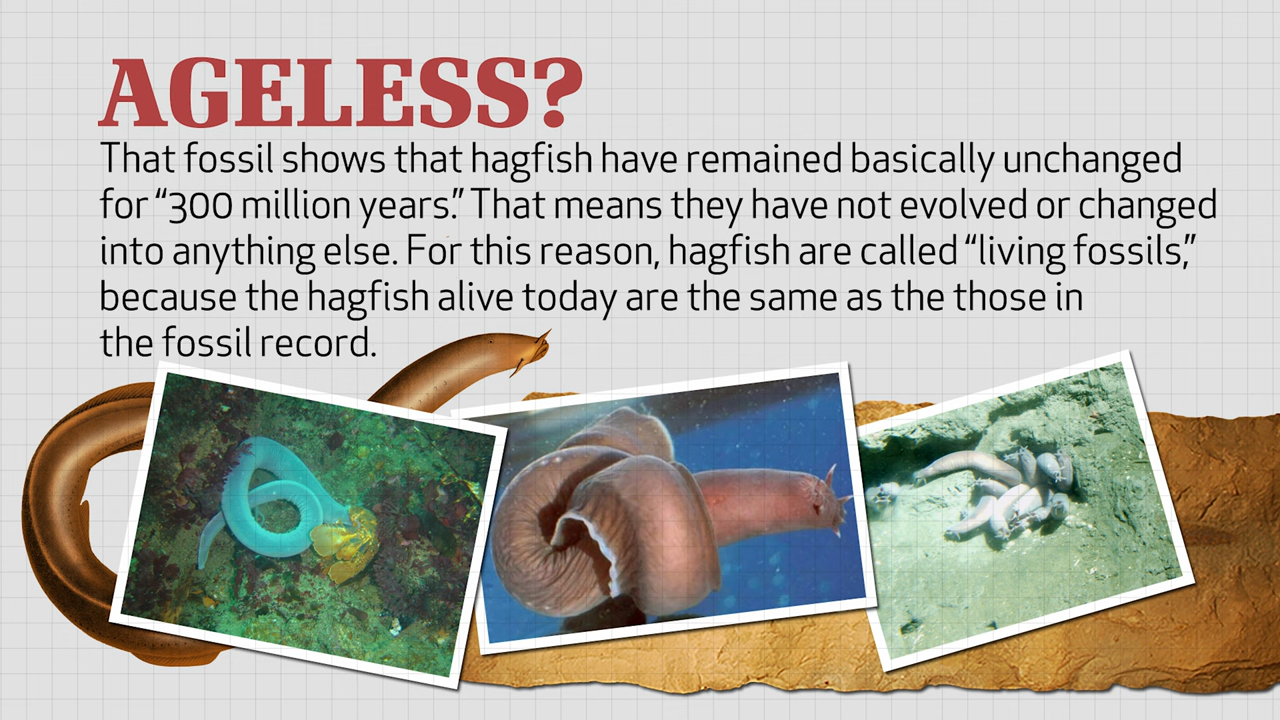 AGELESS?
That fossil shows that hagfish have remained basically unchanged
for “300 million years.” That means they have not evolved or changed
into anything else. For this reason, hagfish are called “living fossils,”
because the hagfish alive today are the same as the those in
the fossil record.